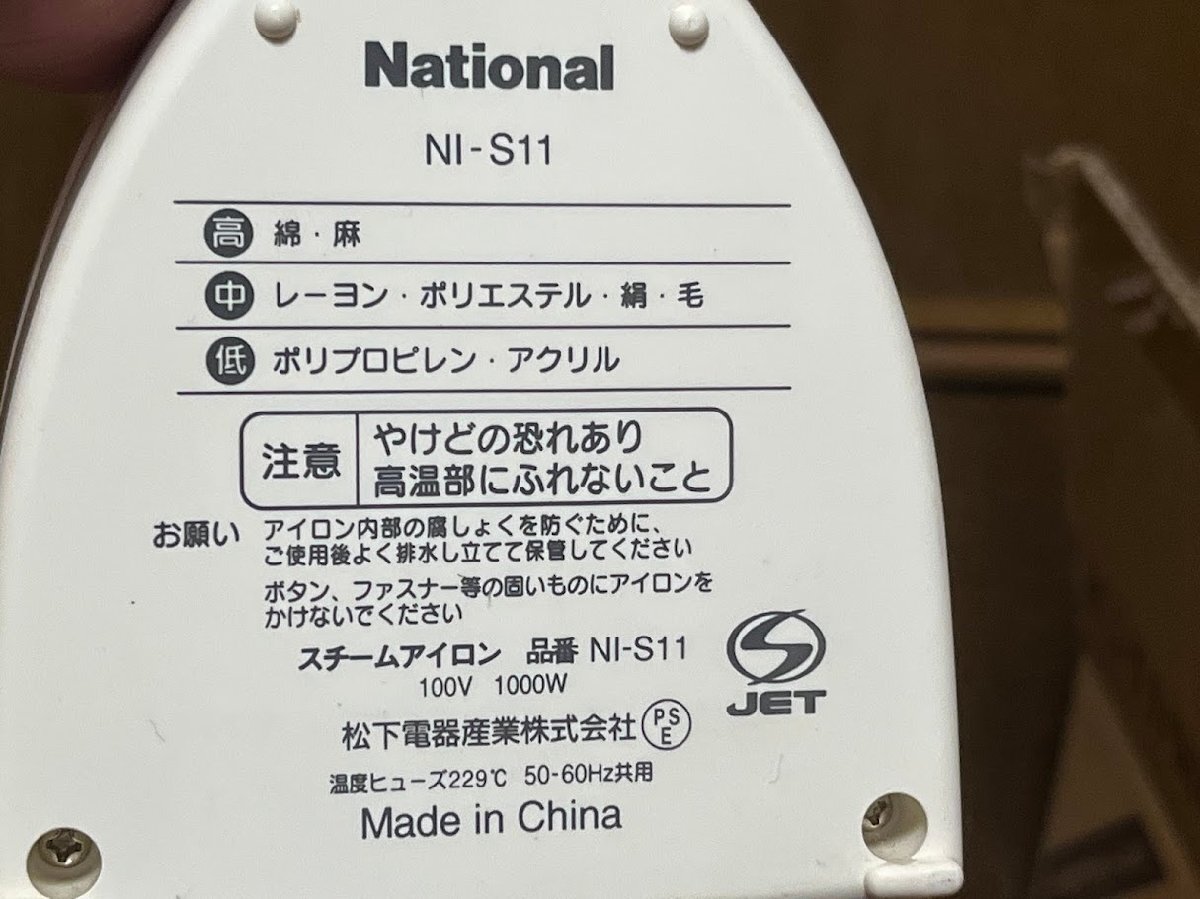 National
NI-S11
高 綿・麻
中 レーヨン・ポリエステル・絹・毛
低 ポリプロピレン・アクリル
注意 やけどの恐れあり
高温部にふれないこと
お願い アイロン内部の腐しょくを防ぐために、
ご使用後よく排水し立てて保管してください
ボタン、ファスナー等の固いものにアイロンを
かけないでください
スチームアイロン 品番 NI-S11
100V 1000W
JET
松下電器産業株式会社 PSE
温度ヒューズ229℃ 50-60Hz共用
Made in China